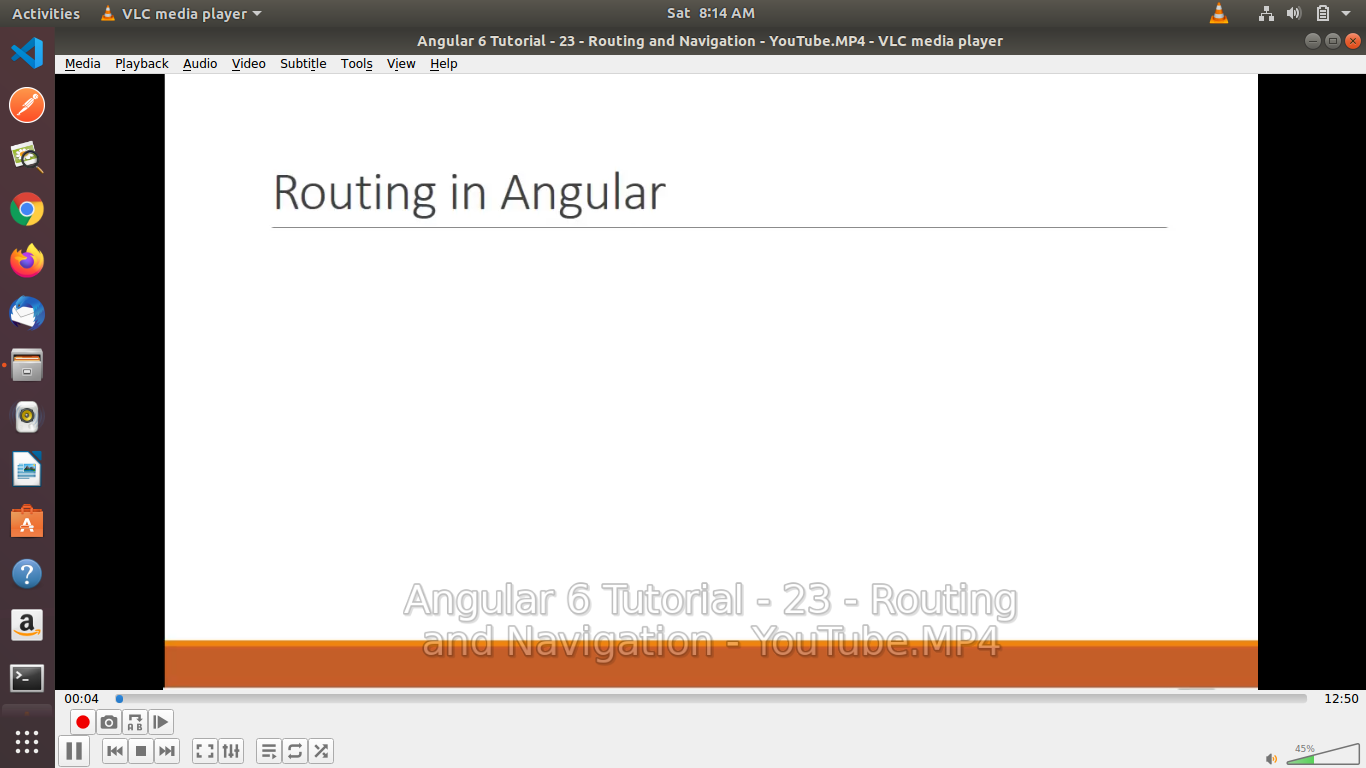 Activities
VLC media player
Sat 8:14 AM
Angular 6 Tutorial - 23 - Routing and Navigation - YouTube.MP4 - VLC media player
Media Playback Audio Video Subtitle Tools View Help
Routing in Angular
Angular 6 Tutorial - 23 - Routing
and Navigation - YouTube.MP4
00:04
12:50
A B
45%